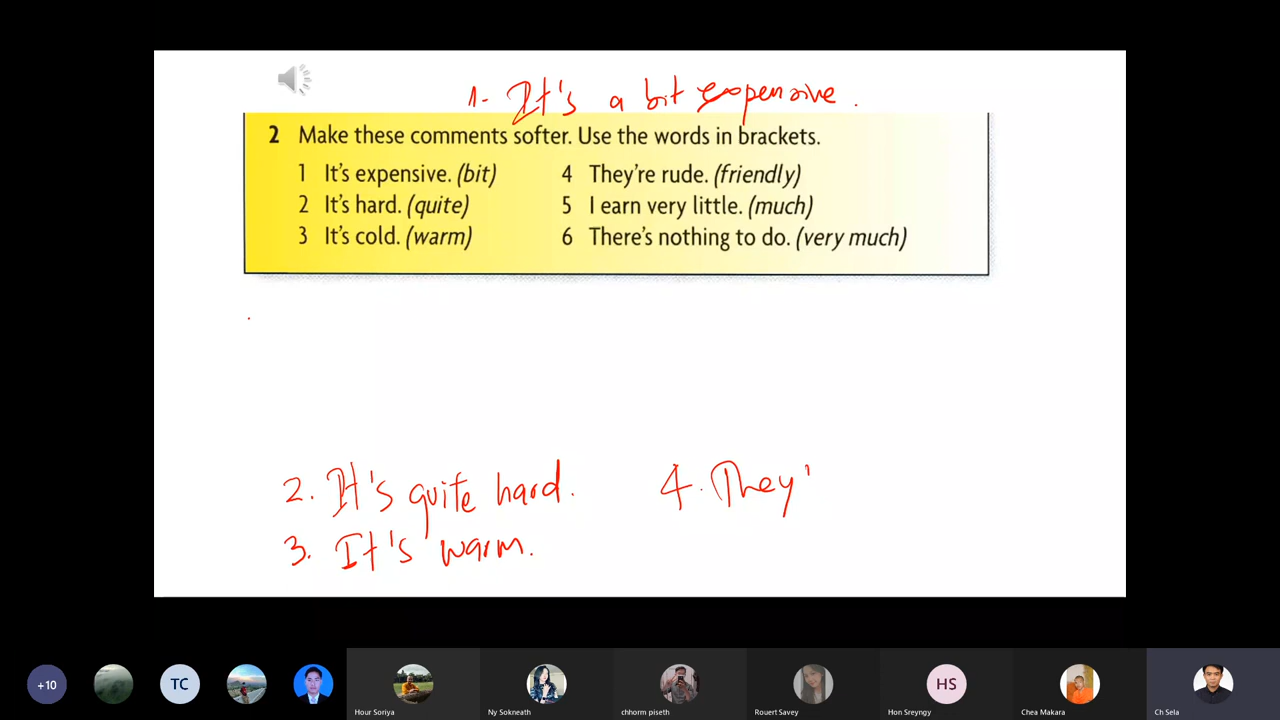 1. It's a bit expensive.
2 Make these comments softer. Use the words in brackets.
1 It's expensive. (bit)
2 It's hard. (quite)
3 It's cold. (warm)
4 They're rude. (friendly)
5 I earn very little. (much)
6 There's nothing to do. (very much)
2. It's quite hard.
3. It's warm.
4. They'
+10
TC
Hour Soriya
Ny Sokneath
chhorm piseth
Rouert Savey
HS
Hon Sreyngy
Chea Makara
Ch Sela